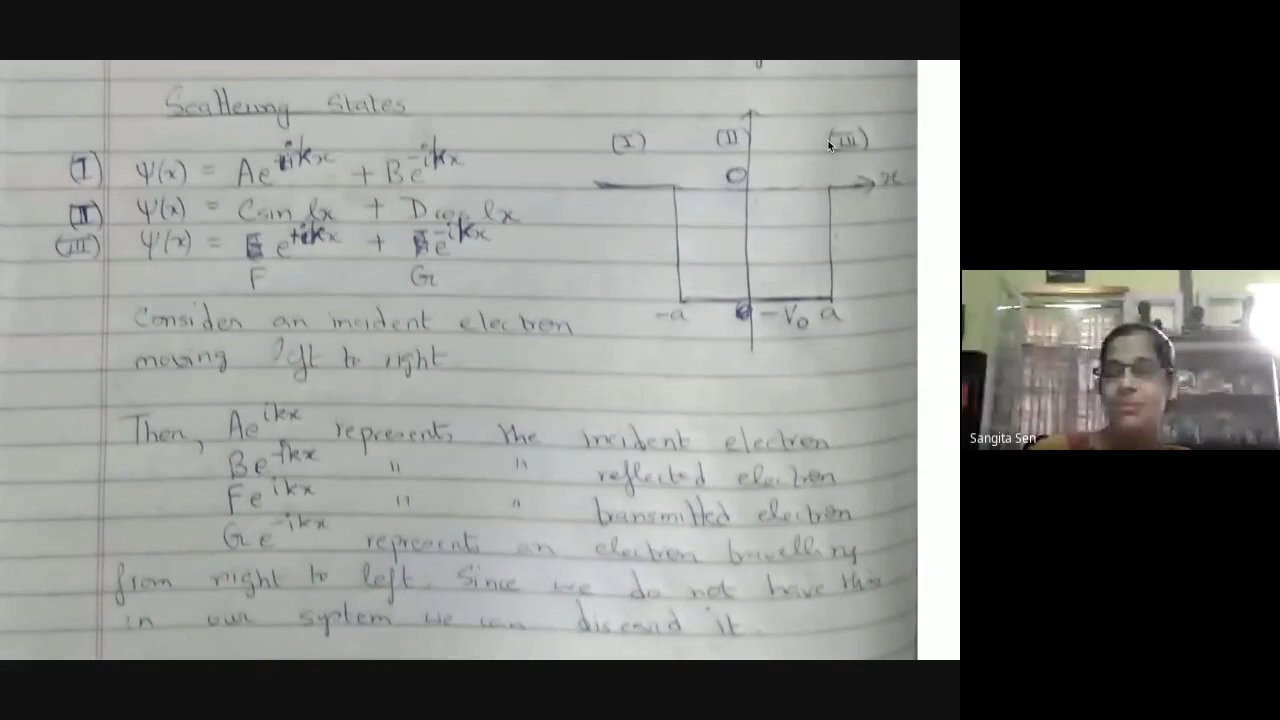 Scattering States
(I) ψ(x) = Ae^{ikx} + Be^{-ikx}
(II) ψ(x) = C sin lx + D cos lx
(III) ψ(x) = e^{+ikx} + e^{-ikx}
F G
Consider an incident electron
moving left to right
Then, Ae^{ikx} represents the incident electron
Be^{-ikx} " " reflected electron
Fe^{ikx} " " transmitted electron
Ge^{-ikx} represents an electron travelling
from right to left. Since we do not have this
in our system we can discard it.
(I) (II) (III)
O x
-a -V₀ a
Sangita Sen